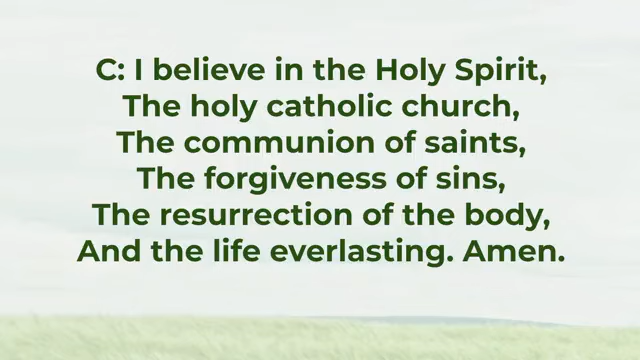 C: I believe in the Holy Spirit,
The holy catholic church,
The communion of saints,
The forgiveness of sins,
The resurrection of the body,
And the life everlasting. Amen.